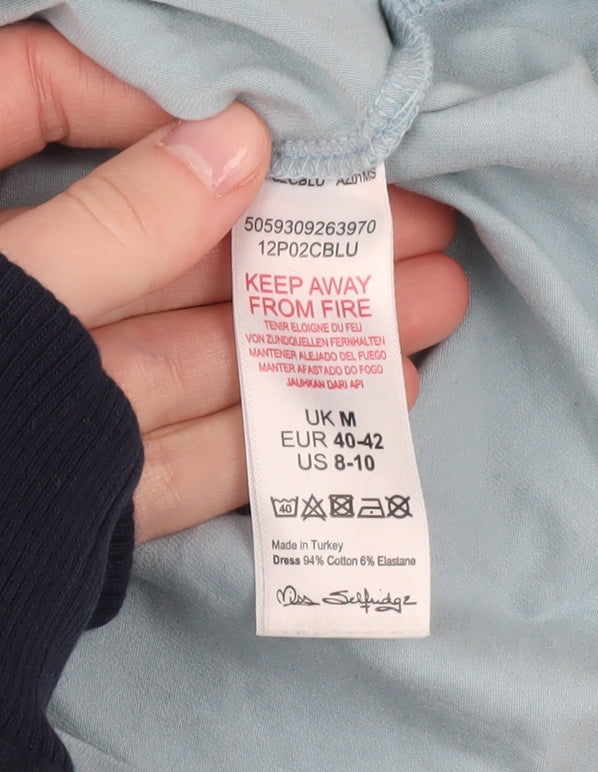 AZ01MS
5059309263970
12P02CBLU
KEEP AWAY
FROM FIRE
TENIR ELOIGNE DU FEU
VON ZUNDQUELLEN FERNHALTEN
MANTENER ALEJADO DEL FUEGO
MANTER AFASTADO DO FOGO
JAUHKAN DARI API
UK M
EUR 40-42
US 8-10
40
Made in Turkey
Dress 94% Cotton 6% Elastane
Miss Selfridge